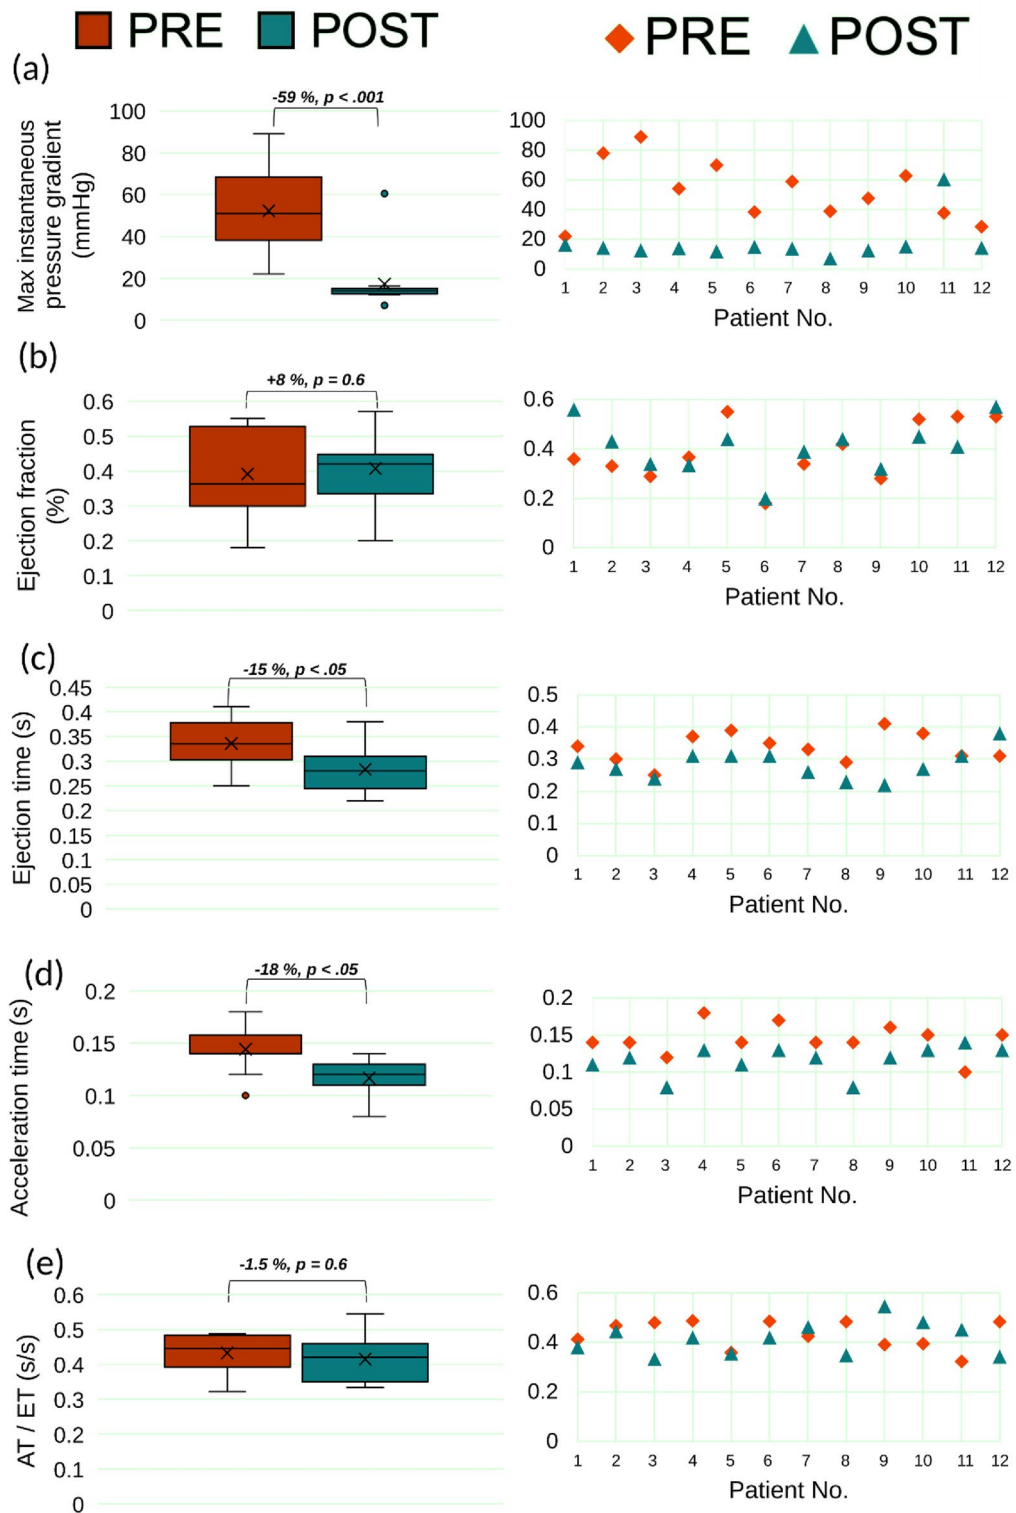 PRE POST
PRE POST
(a)
-59 %, p < .001
Max instantaneous
pressure gradient
(mmHg)
100
80
60
40
20
0
100
80
60
40
20
0
1 2 3 4 5 6 7 8 9 10 11 12
Patient No.
(b)
+8 %, p = 0.6
Ejection fraction
(%)
0.6
0.5
0.4
0.3
0.2
0.1
0
0.6
0.4
0.2
0
1 2 3 4 5 6 7 8 9 10 11 12
Patient No.
(c)
-15 %, p < .05
Ejection time (s)
0.45
0.4
0.35
0.3
0.25
0.2
0.15
0.1
0.05
0
0.5
0.4
0.3
0.2
0.1
0
1 2 3 4 5 6 7 8 9 10 11 12
Patient No.
(d)
-18 %, p < .05
Acceleration time (s)
0.2
0.15
0.1
0.05
0
0.2
0.15
0.1
0.05
0
1 2 3 4 5 6 7 8 9 10 11 12
Patient No.
(e)
-1.5 %, p = 0.6
AT / ET (s/s)
0.6
0.5
0.4
0.3
0.2
0.1
0
0.6
0.4
0.2
0
1 2 3 4 5 6 7 8 9 10 11 12
Patient No.